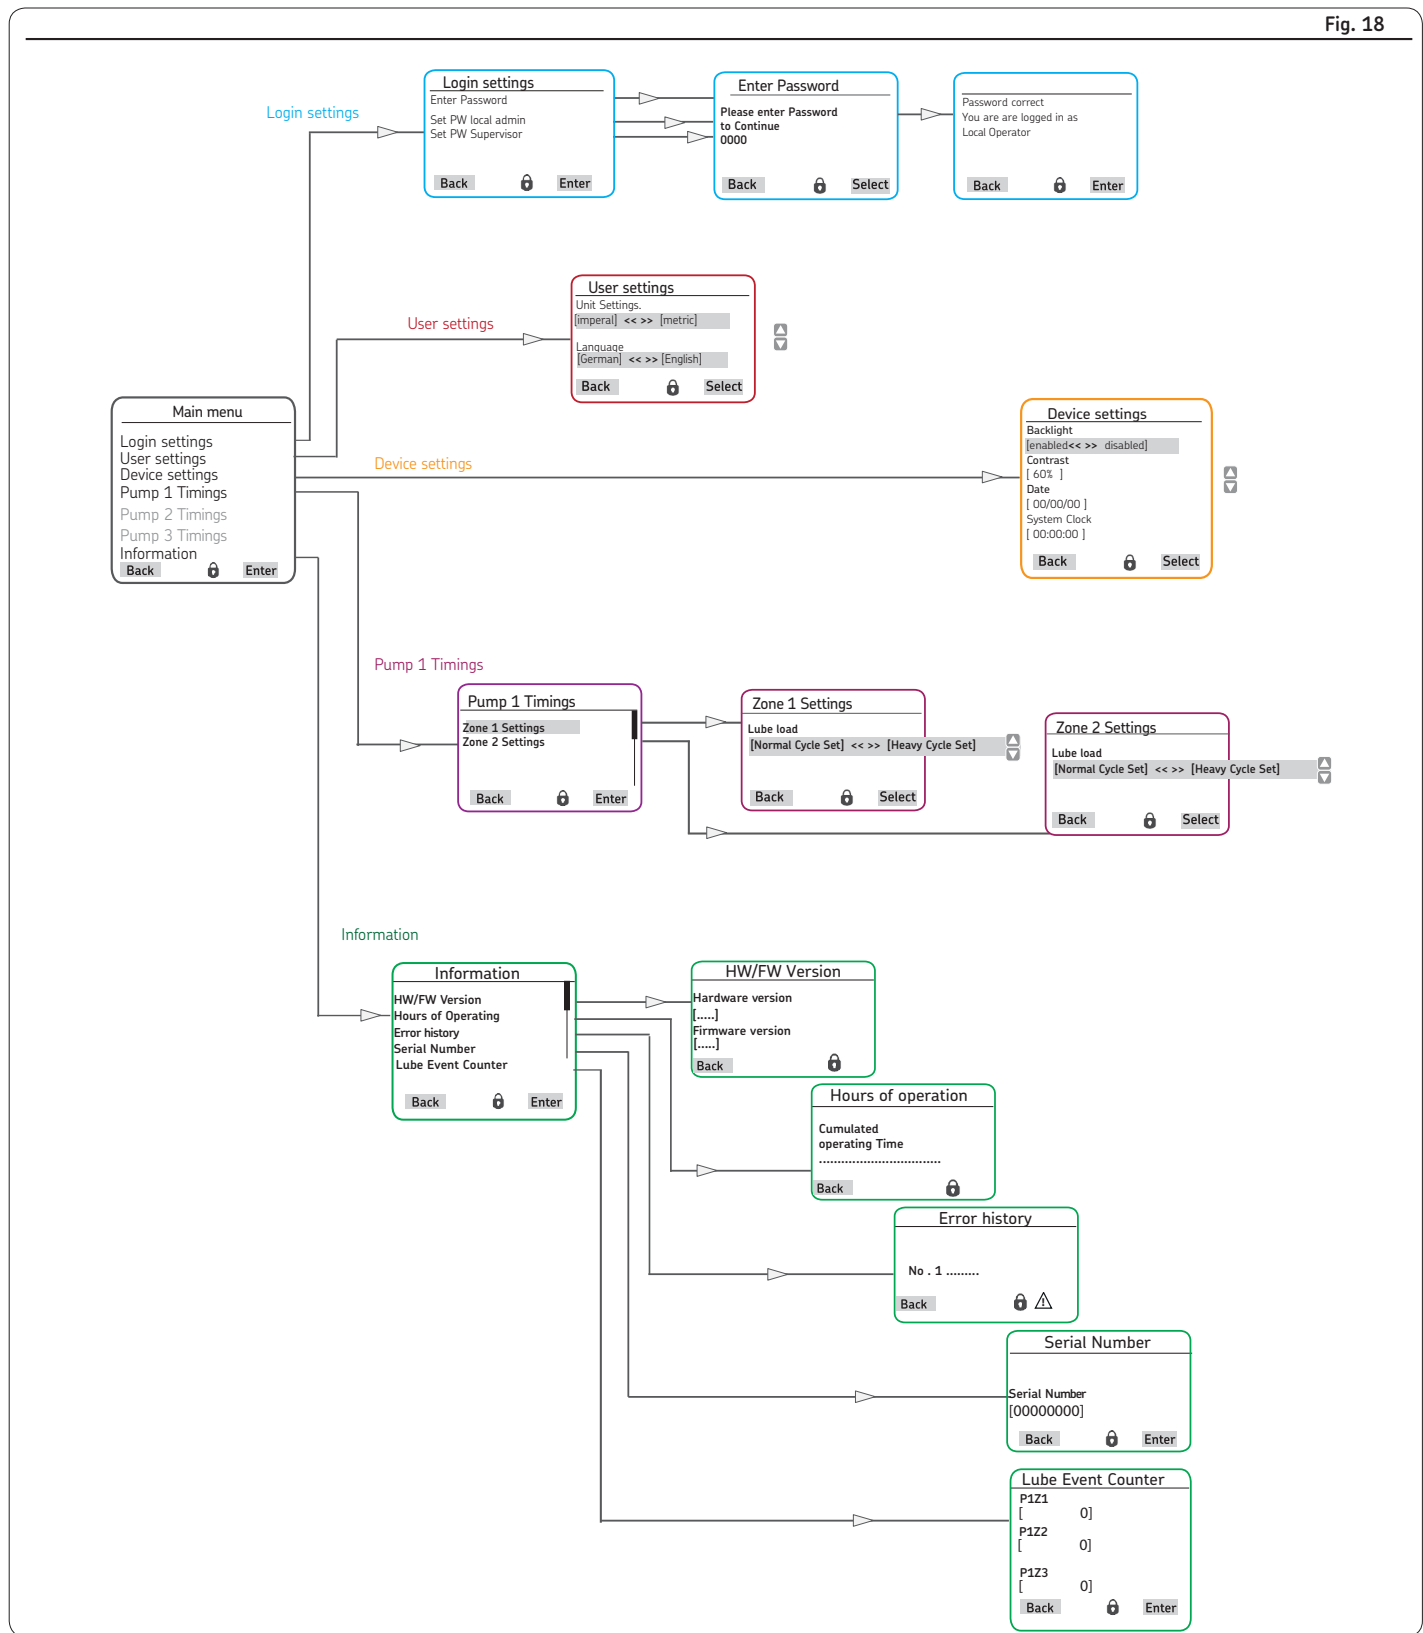 Fig. 18
Login settings
Login settings
Enter Password
Set PW local admin
Set PW Supervisor
Back Enter
Enter Password
Please enter Password
to Continue
0000
Back Select
Password correct
You are are logged in as
Local Operator
Back Enter
User settings
User settings
Unit Settings.
[imperal] << >> [metric]
Language
[German] << >> [English]
Back Select
Main menu
Login settings
User settings
Device settings
Pump 1 Timings
Pump 2 Timings
Pump 3 Timings
Information
Back Enter
Device settings
Device settings
Backlight
[enabled<< >> disabled]
Contrast
[ 60% ]
Date
[ 00/00/00 ]
System Clock
[ 00:00:00 ]
Back Select
Pump 1 Timings
Pump 1 Timings
Zone 1 Settings
Zone 2 Settings
Back Enter
Zone 1 Settings
Lube load
[Normal Cycle Set] << >> [Heavy Cycle Set]
Back Select
Zone 2 Settings
Lube load
[Normal Cycle Set] << >> [Heavy Cycle Set]
Back Select
Information
Information
HW/FW Version
Hours of Operating
Error history
Serial Number
Lube Event Counter
Back Enter
HW/FW Version
Hardware version
[.....]
Firmware version
[.....]
Back
Hours of operation
Cumulated
operating Time
.................................
Back
Error history
No . 1 .........
Back
Serial Number
Serial Number
[00000000]
Back Enter
Lube Event Counter
P1Z1
[ 0]
P1Z2
[ 0]
P1Z3
[ 0]
Back Enter